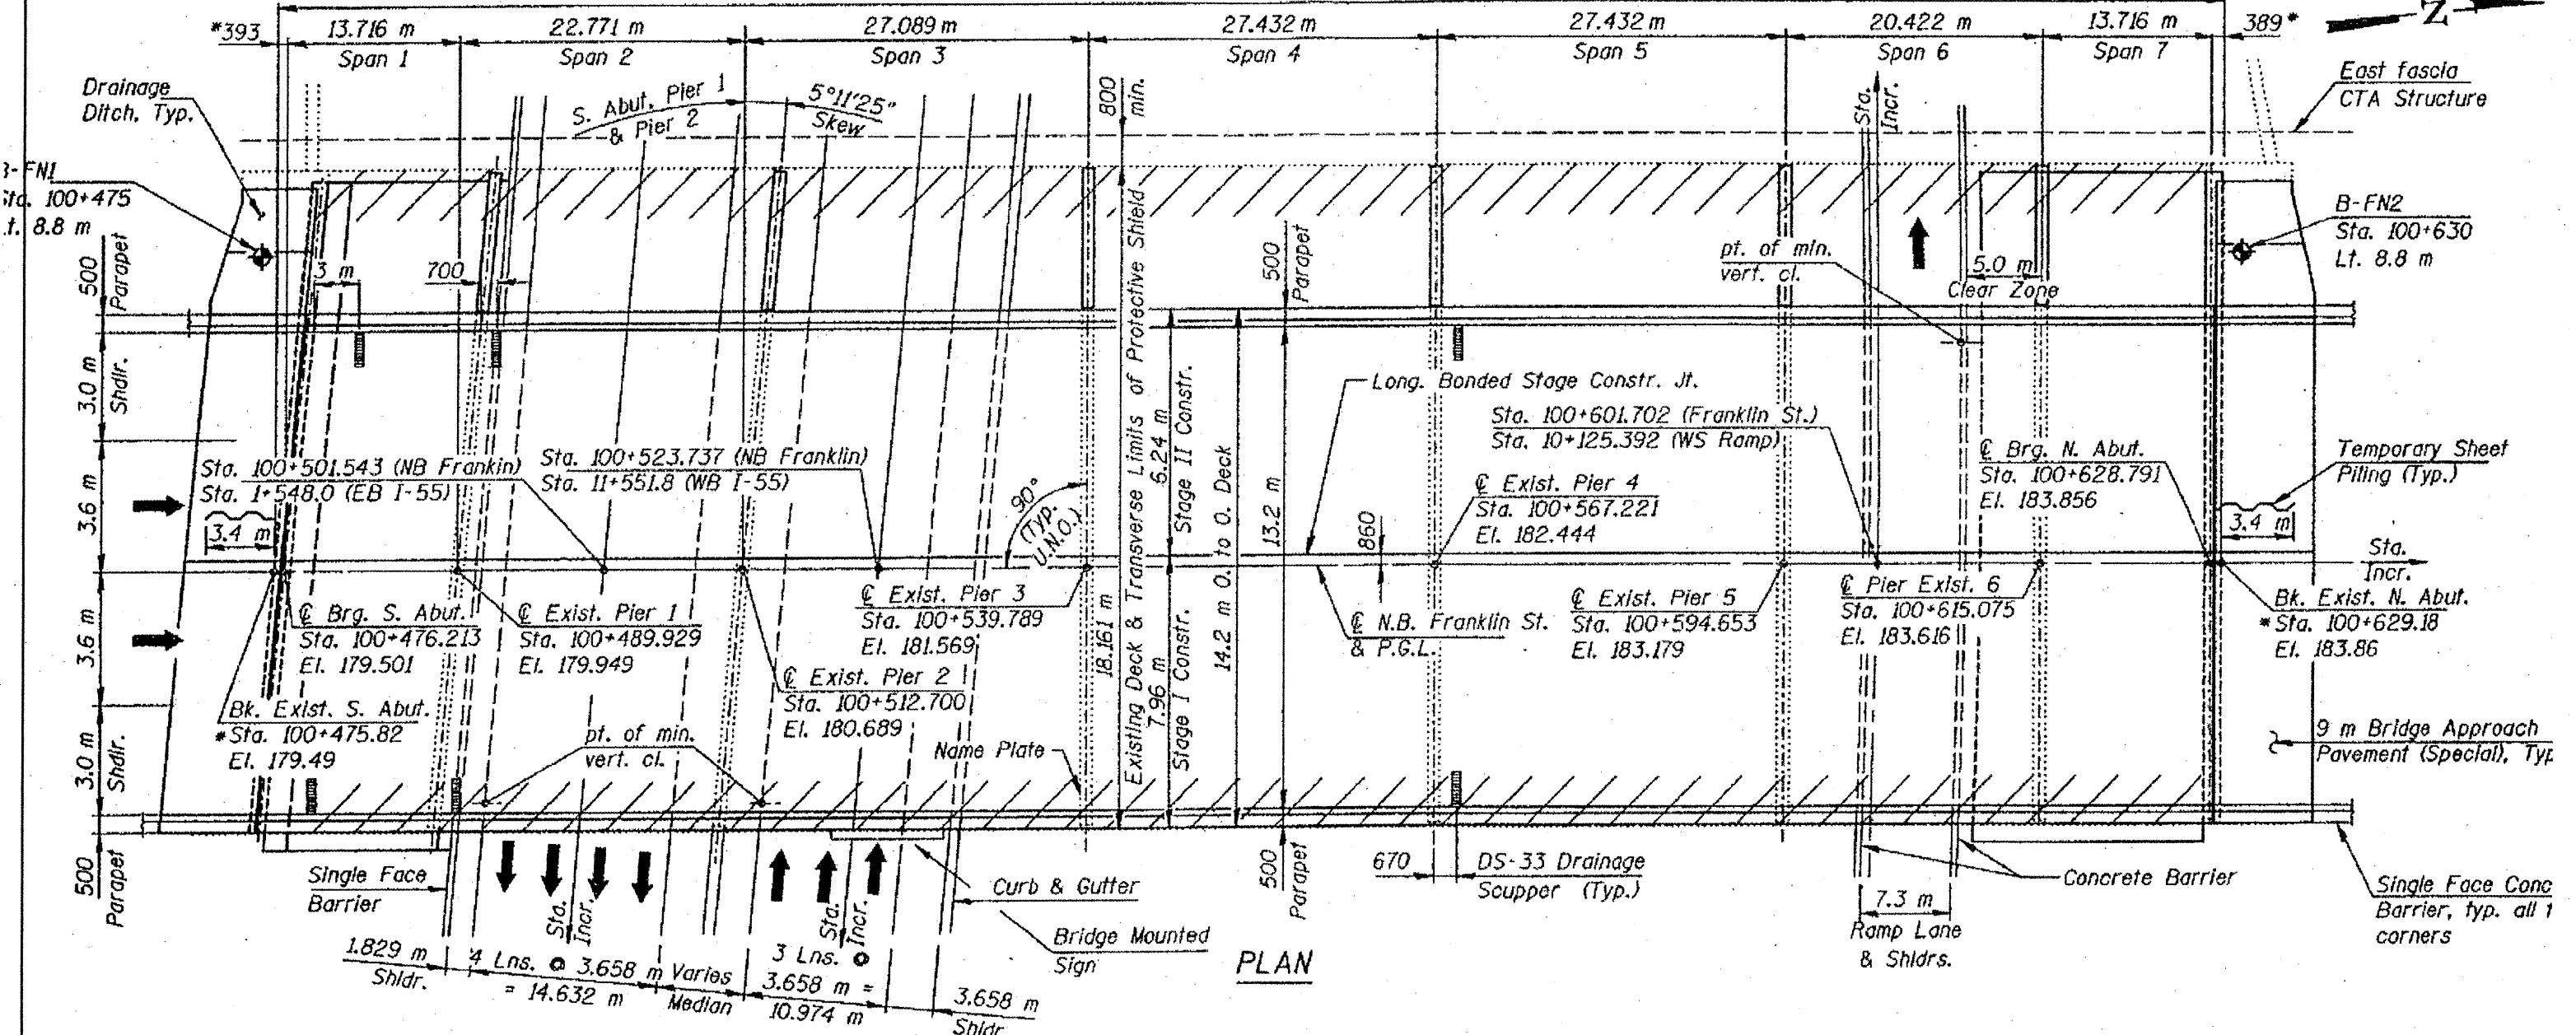 *393
13.716 m
Span 1
22.771 m
Span 2
27.089 m
Span 3
27.432 m
Span 4
27.432 m
Span 5
20.422 m
Span 6
13.716 m
Span 7
389*
Z
Drainage
Ditch, Typ.
S. Abut. Pier 1
& Pier 2
5°11'25"
Skew
800
min.
Sta.
Incr.
East fascia
CTA Structure
B-FN1
Sta. 100+475
Lt. 8.8 m
B-FN2
Sta. 100+630
Lt. 8.8 m
3 m
700
500
Parapet
500
Parapet
pt. of min.
vert. cl.
5.0 m
Clear Zone
3.0 m
Shdlr.
3.6 m
3.6 m
3.0 m
Shdlr.
500
Parapet
Existing Deck & Transverse Limits of Protective Shield
18.161 m
6.24 m
Stage II Constr.
7.96 m
Stage I Constr.
14.2 m O. to O. Deck
13.2 m
Long. Bonded Stage Constr. Jt.
Sta. 100+601.702 (Franklin St.)
Sta. 10+125.392 (WS Ramp)
Sta. 100+501.543 (NB Frankin)
Sta. 1+548.0 (EB I-55)
Sta. 100+523.737 (NB Franklin)
Sta. 11+551.8 (WB I-55)
90°
(Typ.
U.N.O.)
860
℄ Exist. Pier 4
Sta. 100+567.221
El. 182.444
℄ Brg. N. Abut.
Sta. 100+628.791
El. 183.856
Temporary Sheet
Piling (Typ.)
3.4 m
3.4 m
Sta.
Incr.
℄ Brg. S. Abut.
Sta. 100+476.213
El. 179.501
℄ Exist. Pier 1
Sta. 100+489.929
El. 179.949
℄ Exist. Pier 3
Sta. 100+539.789
El. 181.569
℄ N.B. Franklin St.
& P.G.L.
℄ Exist. Pier 5
Sta. 100+594.653
El. 183.179
℄ Pier Exist. 6
Sta. 100+615.075
El. 183.616
Bk. Exist. N. Abut.
*Sta. 100+629.18
El. 183.86
℄ Exist. Pier 2
Sta. 100+512.700
El. 180.689
Bk. Exist. S. Abut.
*Sta. 100+475.82
El. 179.49
pt. of min.
vert. cl.
Name Plate
9 m Bridge Approach
Pavement (Special), Typ
Single Face
Barrier
Sta.
Incr.
Sta.
Incr.
Curb & Gutter
Bridge Mounted
Sign
500
Parapet
670
DS-33 Drainage
Scupper (Typ.)
Concrete Barrier
7.3 m
Ramp Lane
& Shldrs.
Single Face Conc
Barrier, typ. all
corners
1.829 m
Shldr.
4 Lns. @ 3.658 m
= 14.632 m
Varies
Median
3 Lns. @
3.658 m =
10.974 m
3.658 m
Shldr.
PLAN